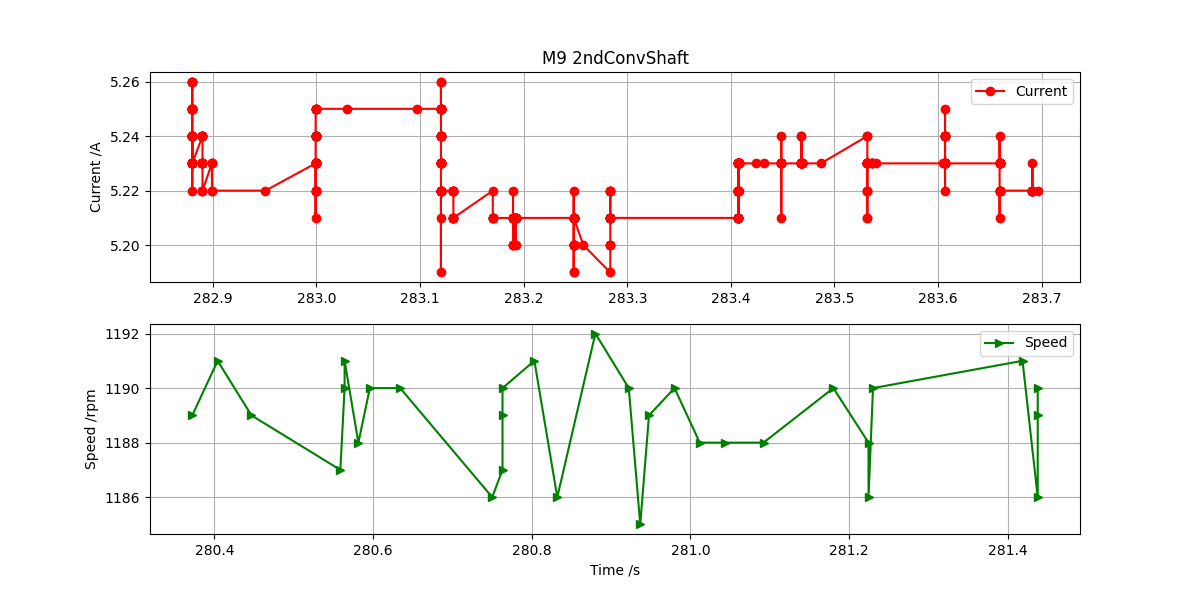 M9 2ndConvShaft
Current /A
5.26
5.24
5.22
5.20
Current
282.9 283.0 283.1 283.2 283.3 283.4 283.5 283.6 283.7
Speed /rpm
1192
1190
1188
1186
Speed
280.4 280.6 280.8 281.0 281.2 281.4
Time /s